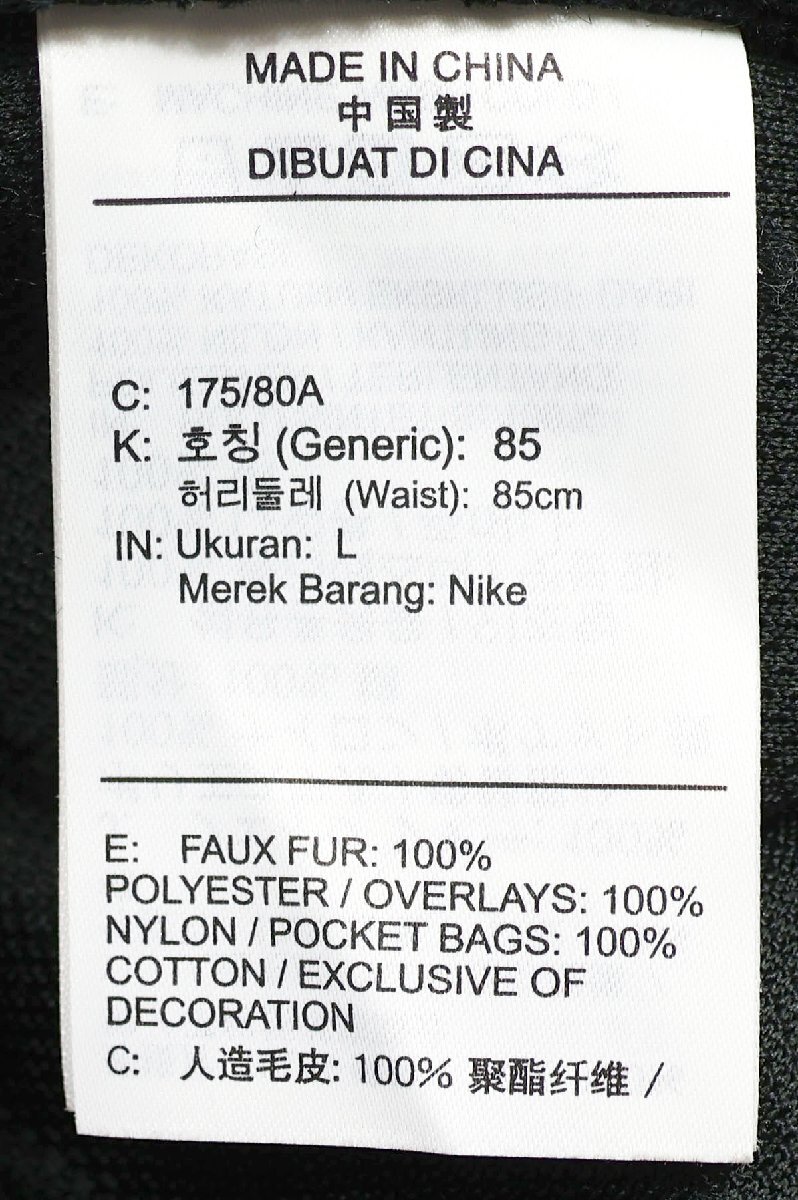 MADE IN CHINA
中国製
DIBUAT DI CINA
C: 175/80A
K: 호칭 (Generic): 85
허리둘레 (Waist): 85cm
IN: Ukuran: L
Merek Barang: Nike
E: FAUX FUR: 100%
POLYESTER / OVERLAYS: 100%
NYLON / POCKET BAGS: 100%
COTTON / EXCLUSIVE OF
DECORATION
C: 人造毛皮: 100% 聚酯纤维 /